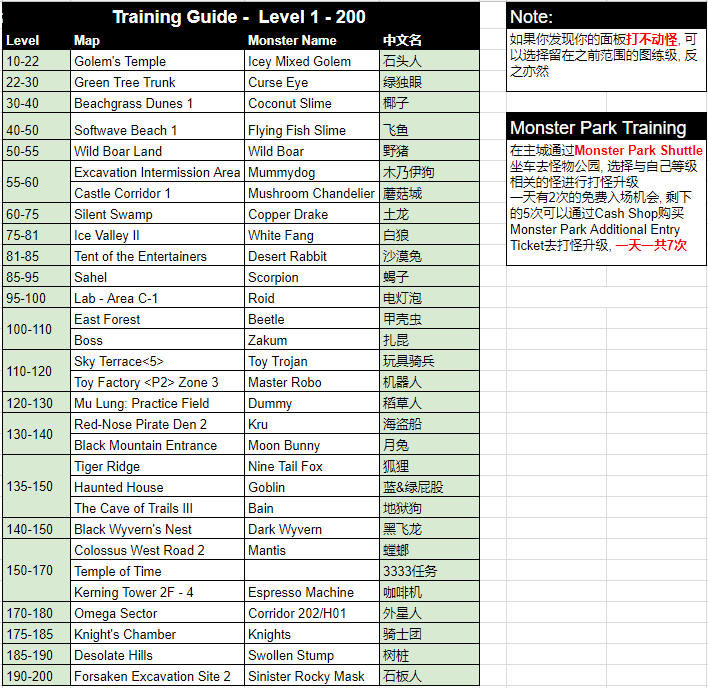 Training Guide - Level 1 - 200
Level Map Monster Name 中文名
10-22 Golem's Temple Icey Mixed Golem 石头人
22-30 Green Tree Trunk Curse Eye 绿独眼
30-40 Beachgrass Dunes 1 Coconut Slime 椰子
40-50 Softwave Beach 1 Flying Fish Slime 飞鱼
50-55 Wild Boar Land Wild Boar 野猪
55-60 Excavation Intermission Area Mummydog 木乃伊狗
Castle Corridor 1 Mushroom Chandelier 蘑菇城
60-75 Silent Swamp Copper Drake 土龙
75-81 Ice Valley II White Fang 白狼
81-85 Tent of the Entertainers Desert Rabbit 沙漠兔
85-95 Sahel Scorpion 蝎子
95-100 Lab - Area C-1 Roid 电灯泡
100-110 East Forest Beetle 甲壳虫
Boss Zakum 扎昆
110-120 Sky Terrace<5> Toy Trojan 玩具骑兵
Toy Factory <P2> Zone 3 Master Robo 机器人
120-130 Mu Lung: Practice Field Dummy 稻草人
130-140 Red-Nose Pirate Den 2 Kru 海盗船
Black Mountain Entrance Moon Bunny 月兔
135-150 Tiger Ridge Nine Tail Fox 狐狸
Haunted House Goblin 蓝&绿屁股
The Cave of Trails III Bain 地狱狗
140-150 Black Wyvern's Nest Dark Wyvern 黑飞龙
150-170 Colossus West Road 2 Mantis 螳螂
Temple of Time 3333任务
Kerning Tower 2F - 4 Espresso Machine 咖啡机
170-180 Omega Sector Corridor 202/H01 外星人
175-185 Knight's Chamber Knights 骑士团
185-190 Desolate Hills Swollen Stump 树桩
190-200 Forsaken Excavation Site 2 Sinister Rocky Mask 石板人
Note:
如果你发现你的面板打不动怪, 可
以选择留在之前范围的图练级, 反
之亦然
Monster Park Training
在主城通过Monster Park Shuttle
坐车去怪物公园, 选择与自己等级
相关的怪进行打怪升级
一天有2次的免费入场机会, 剩下
的5次可以通过Cash Shop购买
Monster Park Additional Entry
Ticket去打怪升级, 一天一共7次